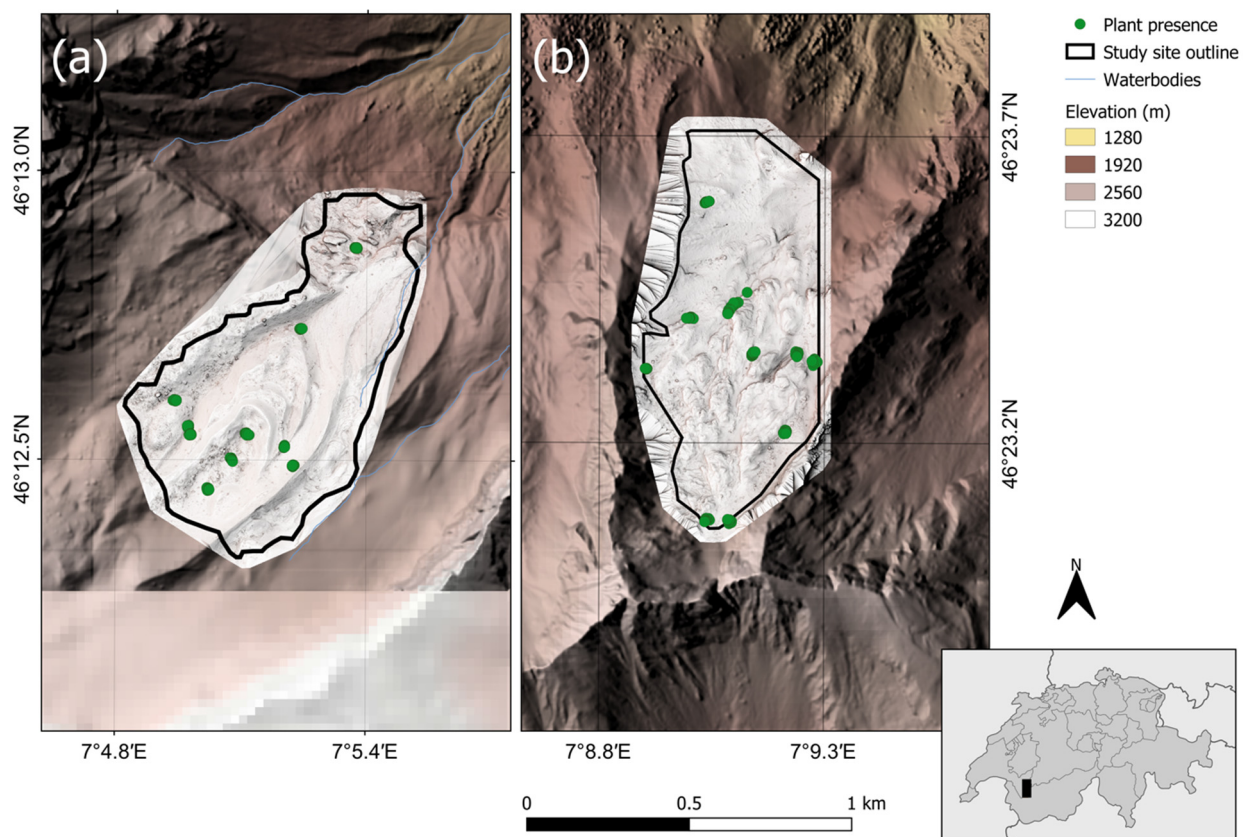 (a)
(b)
Plant presence
Study site outline
Waterbodies
Elevation (m)
1280
1920
2560
3200
46°13.0′N
46°12.5′N
46°23.7′N
46°23.2′N
7°4.8′E
7°5.4′E
7°8.8′E
7°9.3′E
N
0
0.5
1 km